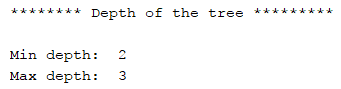 ******** Depth of the tree *********
Min depth:  2
Max depth:  3